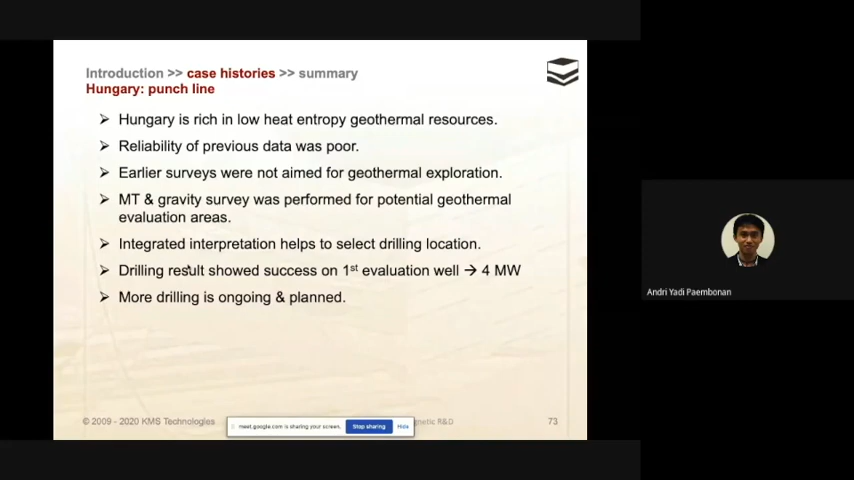 Introduction >> case histories >> summary
Hungary: punch line
➢ Hungary is rich in low heat entropy geothermal resources.
➢ Reliability of previous data was poor.
➢ Earlier surveys were not aimed for geothermal exploration.
➢ MT & gravity survey was performed for potential geothermal
evaluation areas.
➢ Integrated interpretation helps to select drilling location.
➢ Drilling result showed success on 1st evaluation well → 4 MW
➢ More drilling is ongoing & planned.
Andri Yadi Paembonan
© 2009 - 2020 KMS Technologies
meet.google.com is sharing your screen.
Stop sharing
Hide
gnetic R&D
73